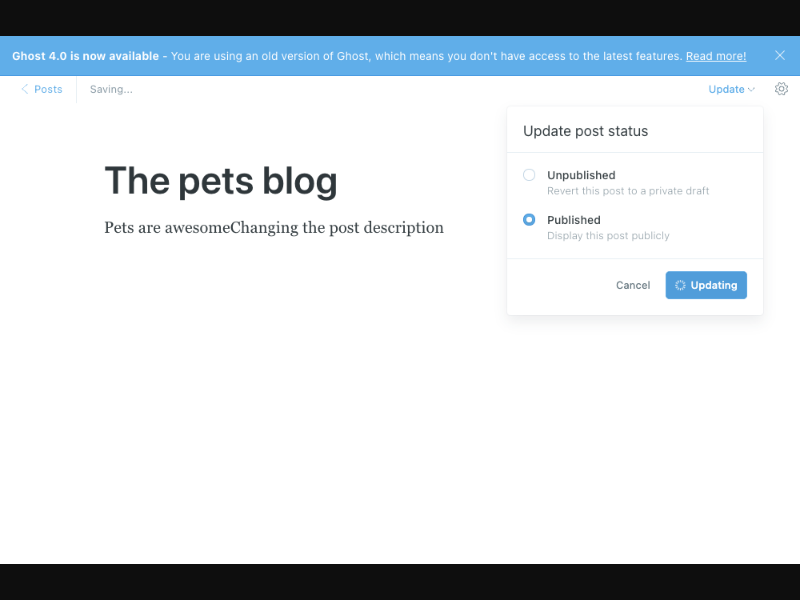 Ghost 4.0 is now available - You are using an old version of Ghost, which means you don't have access to the latest features. Read more!
Posts Saving... Update
Update post status
The pets blog
Unpublished
Revert this post to a private draft
Pets are awesomeChanging the post description
Published
Display this post publicly
Cancel Updating